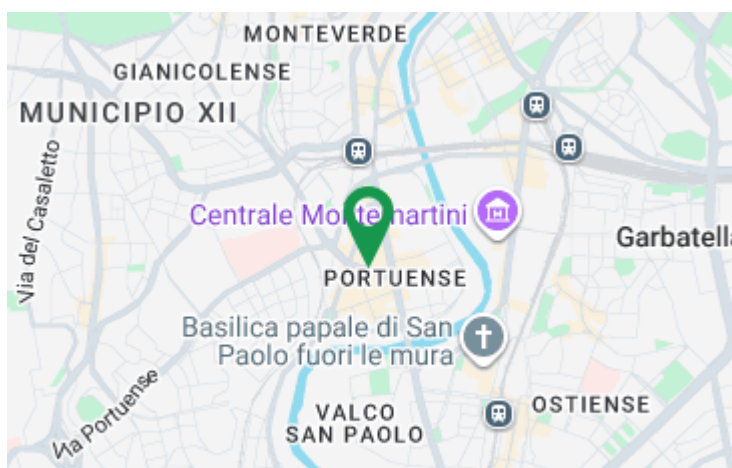 MONTEVERDE
GIANICOLENSE
MUNICIPIO XII
Via del Casaletto
Centrale Montemartini
Garbatella
PORTUENSE
Basilica papale di San
Paolo fuori le mura
Via Portuense
VALCO
SAN PAOLO
OSTIENSE